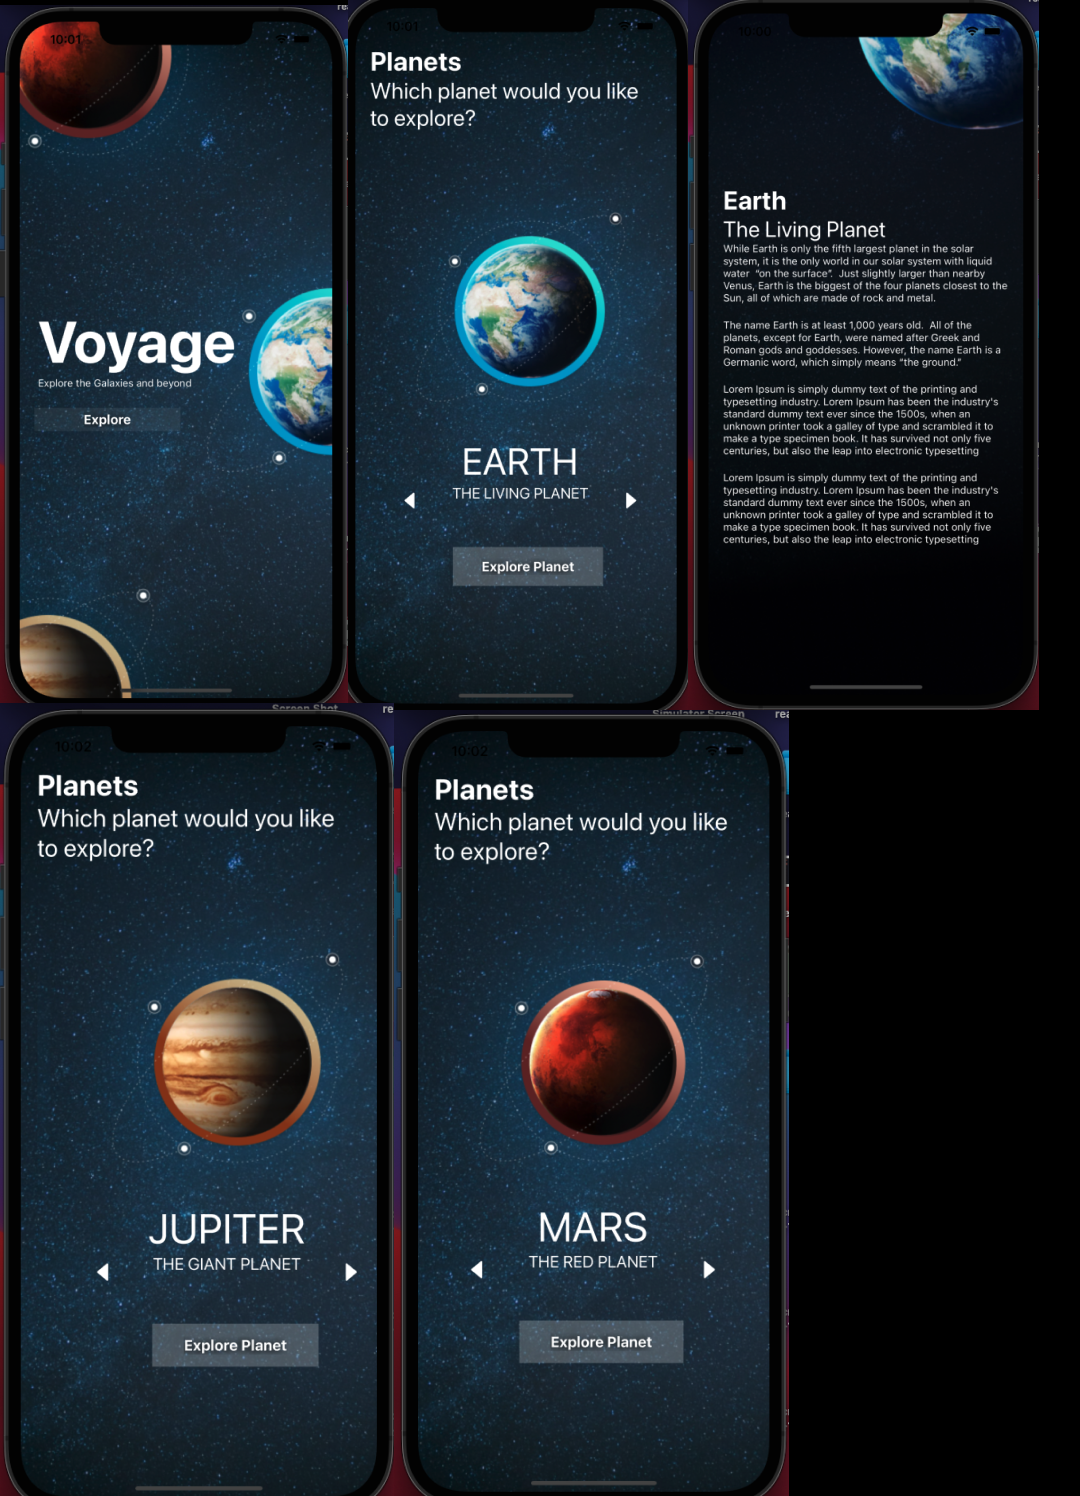 10:01
Voyage
Explore the Galaxies and beyond
Explore
10:01
Planets
Which planet would you like
to explore?
EARTH
THE LIVING PLANET
Explore Planet
10:00
Earth
The Living Planet
While Earth is only the fifth largest planet in the solar
system, it is the only world in our solar system with liquid
water “on the surface”. Just slightly larger than nearby
Venus, Earth is the biggest of the four planets closest to the
Sun, all of which are made of rock and metal.
The name Earth is at least 1,000 years old. All of the
planets, except for Earth, were named after Greek and
Roman gods and goddesses. However, the name Earth is a
Germanic word, which simply means “the ground.”
Lorem Ipsum is simply dummy text of the printing and
typesetting industry. Lorem Ipsum has been the industry's
standard dummy text ever since the 1500s, when an
unknown printer took a galley of type and scrambled it to
make a type specimen book. It has survived not only five
centuries, but also the leap into electronic typesetting
Lorem Ipsum is simply dummy text of the printing and
typesetting industry. Lorem Ipsum has been the industry's
standard dummy text ever since the 1500s, when an
unknown printer took a galley of type and scrambled it to
make a type specimen book. It has survived not only five
centuries, but also the leap into electronic typesetting
Screen Shot
re
10:02
Planets
Which planet would you like
to explore?
JUPITER
THE GIANT PLANET
Explore Planet
Simulator Screen
rea
10:02
Planets
Which planet would you like
to explore?
MARS
THE RED PLANET
Explore Planet